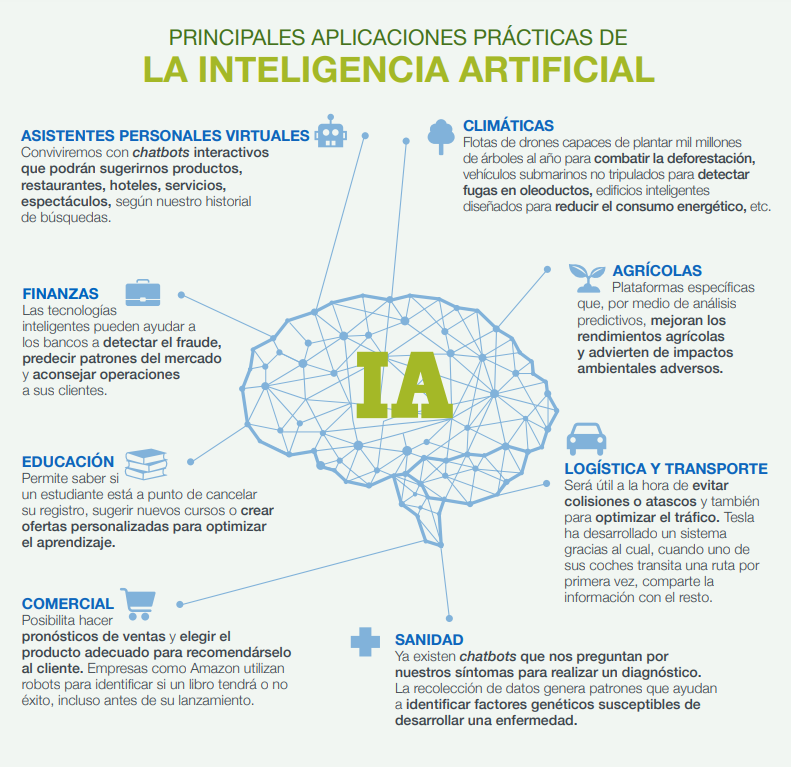 PRINCIPALES APLICACIONES PRÁCTICAS DE
LA INTELIGENCIA ARTIFICIAL
ASISTENTES PERSONALES VIRTUALES
Conviviremos con chatbots interactivos
que podrán sugerirnos productos,
restaurantes, hoteles, servicios,
espectáculos, según nuestro historial
de búsquedas.
CLIMÁTICAS
Flotas de drones capaces de plantar mil millones
de árboles al año para combatir la deforestación,
vehículos submarinos no tripulados para detectar
fugas en oleoductos, edificios inteligentes
diseñados para reducir el consumo energético, etc.
FINANZAS
Las tecnologías
inteligentes pueden ayudar a
los bancos a detectar el fraude,
predecir patrones del mercado
y aconsejar operaciones
a sus clientes.
AGRÍCOLAS
Plataformas específicas
que, por medio de análisis
predictivos, mejoran los
rendimientos agrícolas
y advierten de impactos
ambientales adversos.
IA
EDUCACIÓN
Permite saber si
un estudiante está a punto de cancelar
su registro, sugerir nuevos cursos o crear
ofertas personalizadas para optimizar
el aprendizaje.
LOGÍSTICA Y TRANSPORTE
Será útil a la hora de evitar
colisiones o atascos y también
para optimizar el tráfico. Tesla
ha desarrollado un sistema
gracias al cual, cuando uno de
sus coches transita una ruta por
primera vez, comparte la
información con el resto.
COMERCIAL
Posibilita hacer
pronósticos de ventas y elegir el
producto adecuado para recomendárselo
al cliente. Empresas como Amazon utilizan
robots para identificar si un libro tendrá o no
éxito, incluso antes de su lanzamiento.
SANIDAD
Ya existen chatbots que nos preguntan por
nuestros síntomas para realizar un diagnóstico.
La recolección de datos genera patrones que ayudan
a identificar factores genéticos susceptibles de
desarrollar una enfermedad.